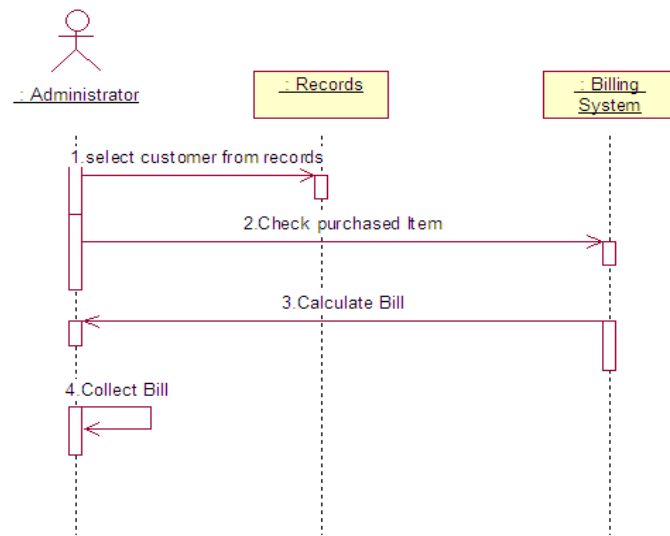 : Administrator
: Records
: Billing
System
1.select customer from records
2.Check purchased Item
3.Calculate Bill
4.Collect Bill